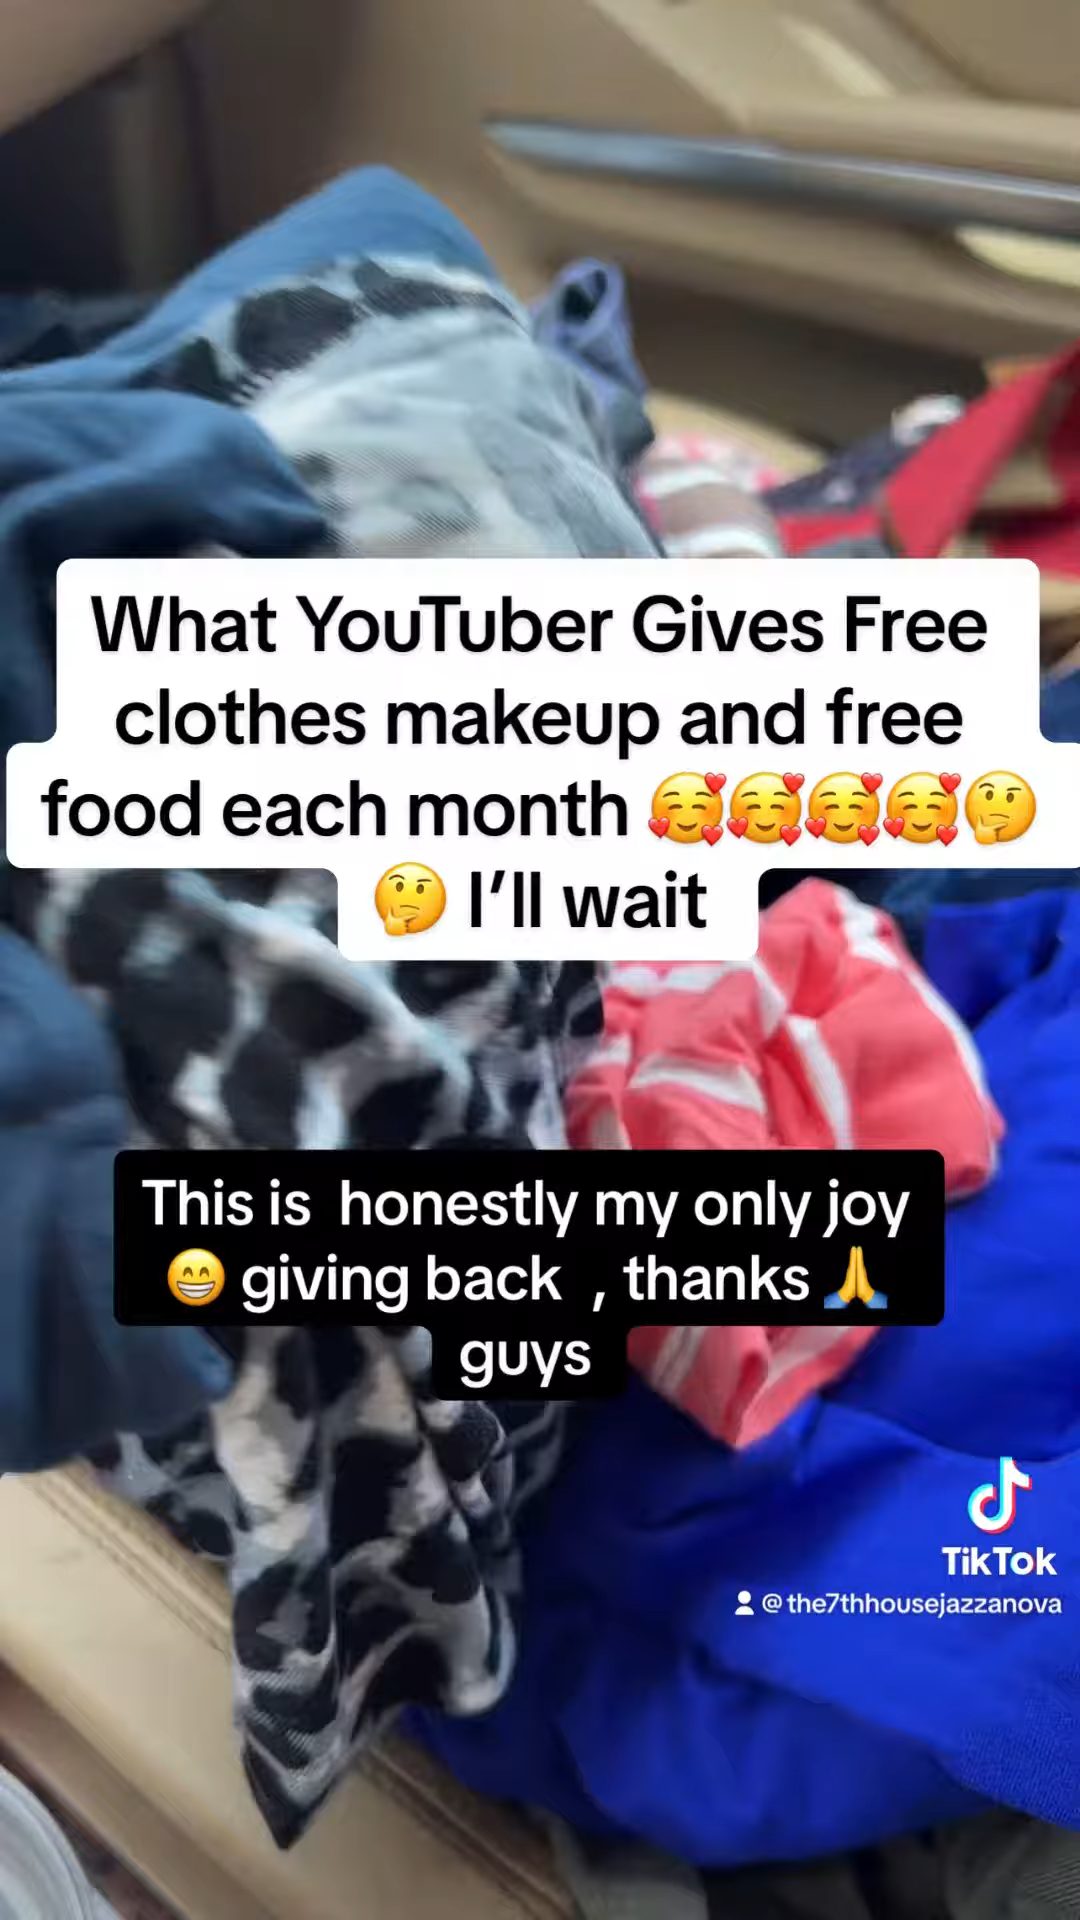 What YouTuber Gives Free
clothes makeup and free
food each month 🥰🥰🥰🥰🤔
🤔 I’ll wait
This is  honestly my only joy
😁 giving back  , thanks 🙏
guys
TikTok
@the7thhousejazzanova